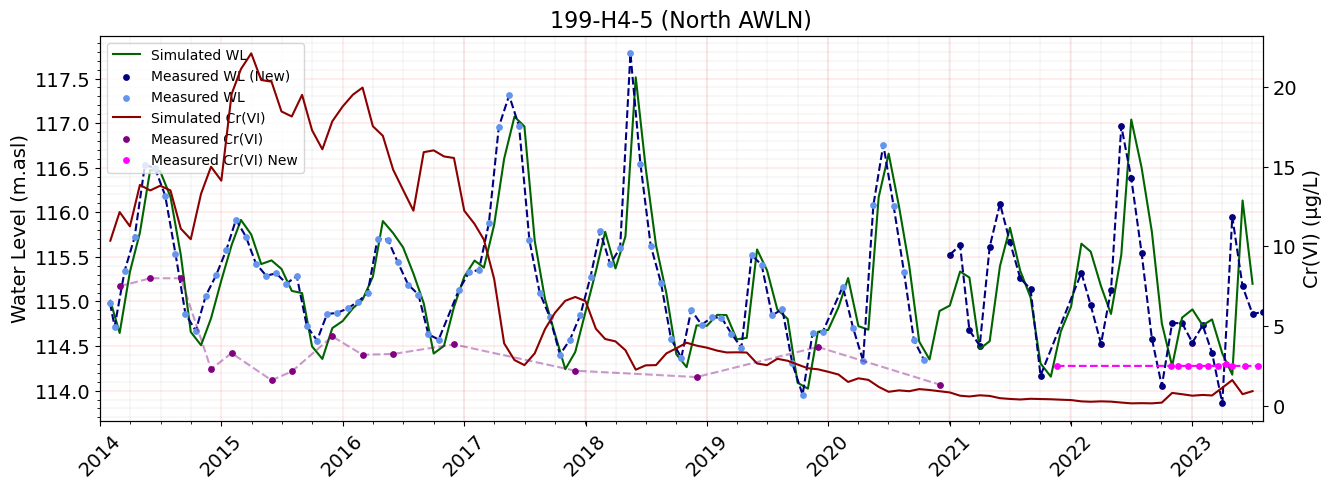 199-H4-5 (North AWLN)
Simulated WL
Measured WL (New)
Measured WL
Simulated Cr(VI)
Measured Cr(VI)
Measured Cr(VI) New
Water Level (m.asl)
117.5
117.0
116.5
116.0
115.5
115.0
114.5
114.0
20
15
10
5
0
Cr(VI) (µg/L)
2014
2015
2016
2017
2018
2019
2020
2021
2022
2023